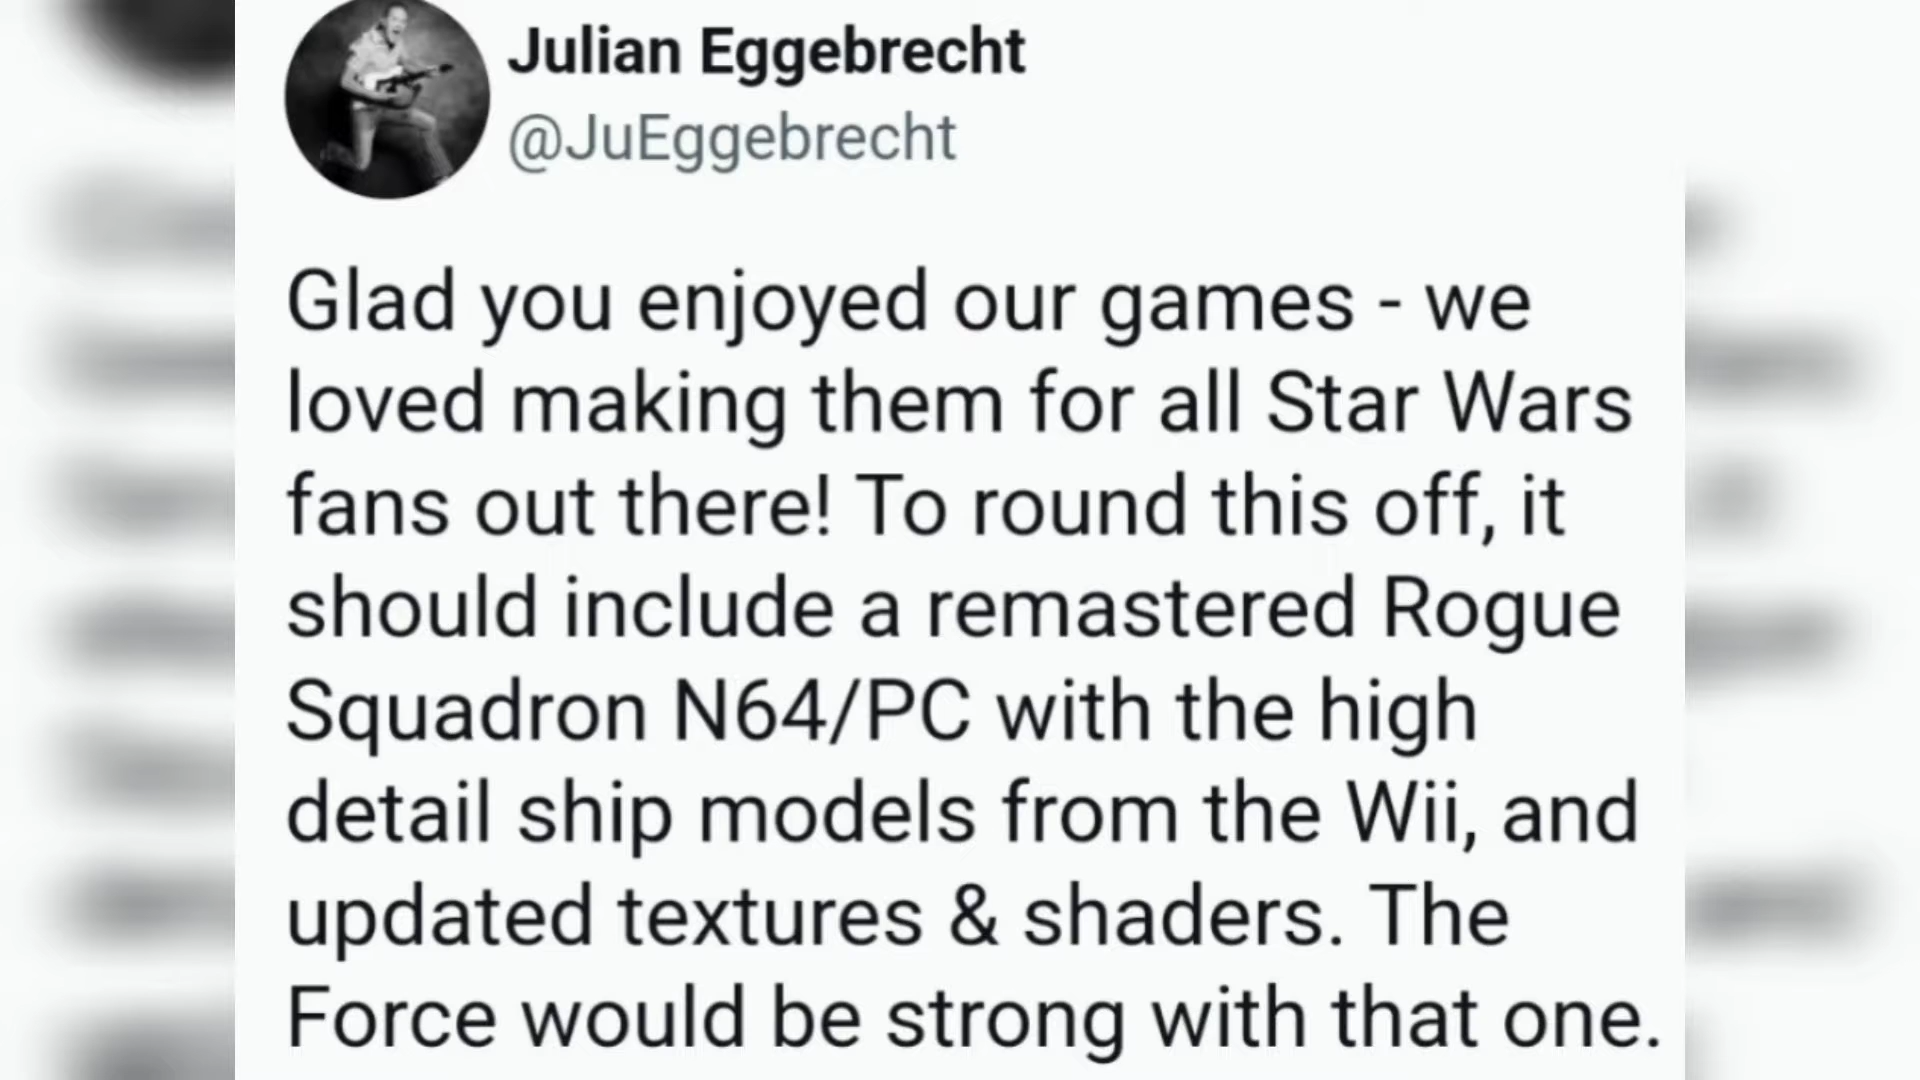 Julian Eggebrecht
@JuEggebrecht
Glad you enjoyed our games - we
loved making them for all Star Wars
fans out there! To round this off, it
should include a remastered Rogue
Squadron N64/PC with the high
detail ship models from the Wii, and
updated textures & shaders. The
Force would be strong with that one.